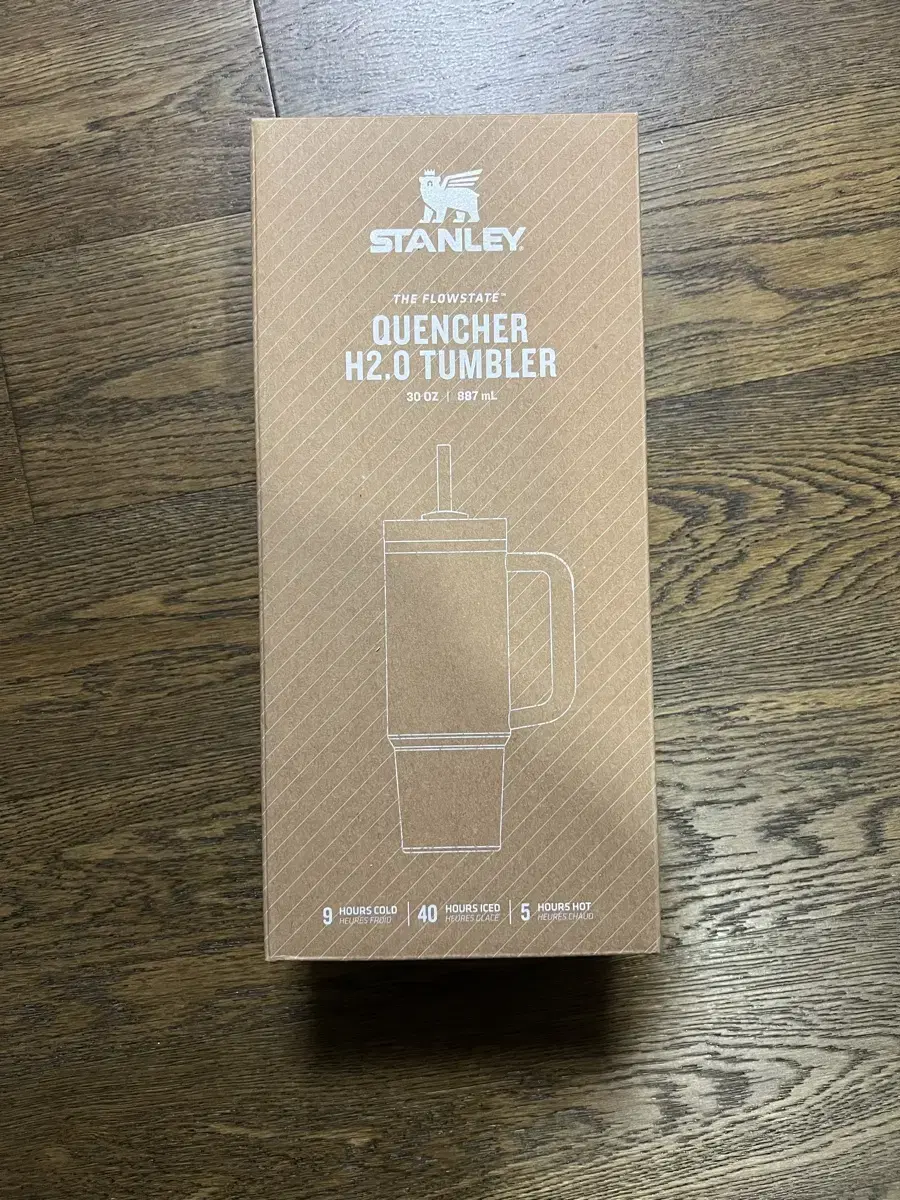 STANLEY.
THE FLOWSTATE™
QUENCHER
H2.0 TUMBLER
30 OZ | 887 mL
9 HOURS COLD | 40 HOURS ICED | 5 HOURS HOT
HEURES FROID HEURES GLACÉ HEURES CHAUD